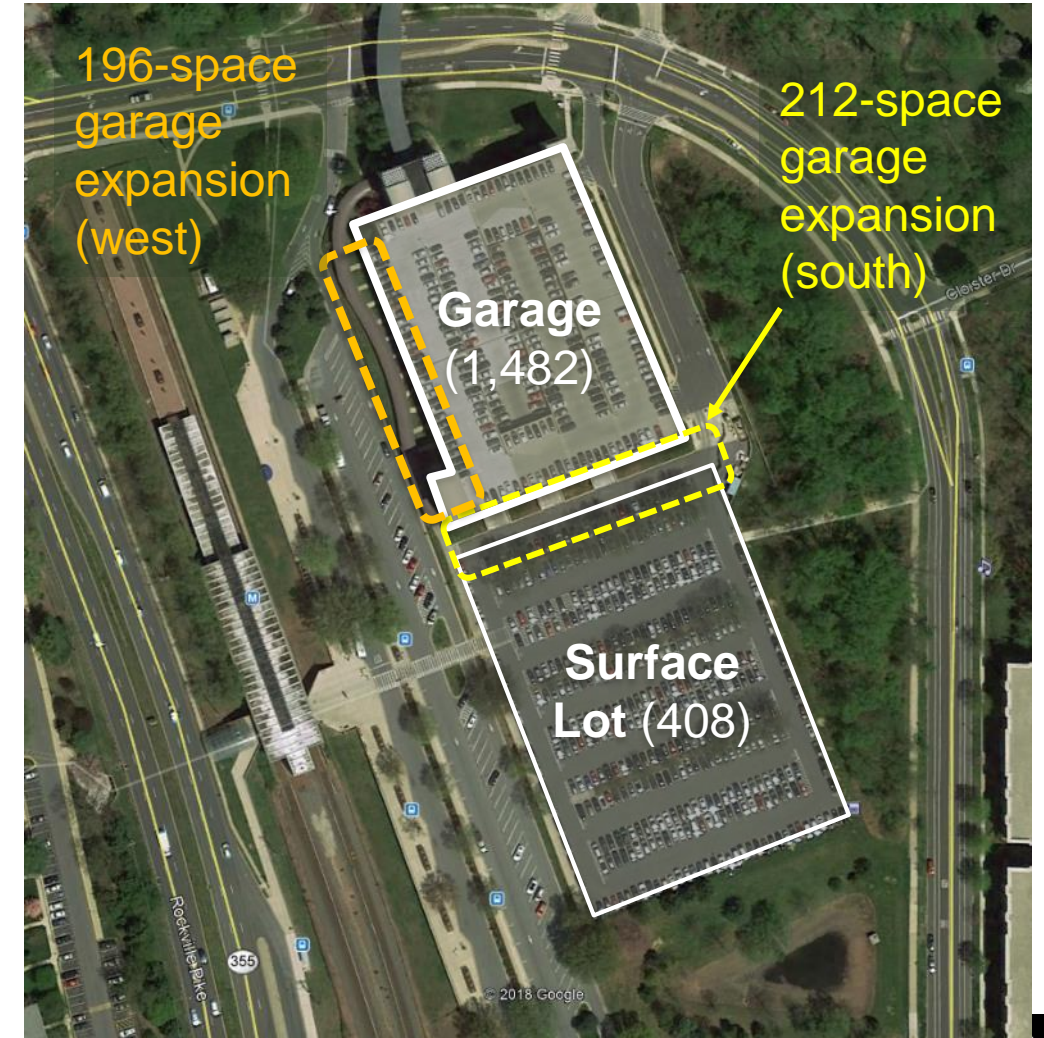 196-space
garage
expansion
(west)
212-space
garage
expansion
(south)
Cloister Dr
Garage
(1,482)
M
Surface
Lot (408)
Rockville Pike
355
© 2018 Google